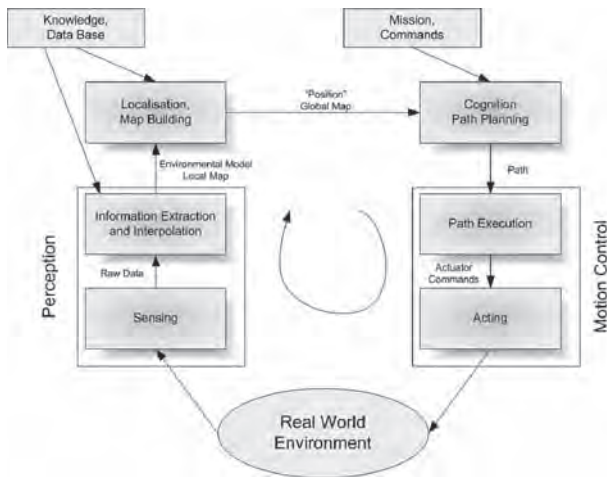 Knowledge,
Data Base
Mission,
Commands
Localisation,
Map Building
"Position"
Global Map
Cognition
Path Planning
Environmental Model
Local Map
Path
Perception
Information Extraction
and Interpolation
Path Execution
Motion Control
Raw Data
Actuator
Commands
Sensing
Acting
Real World
Environment